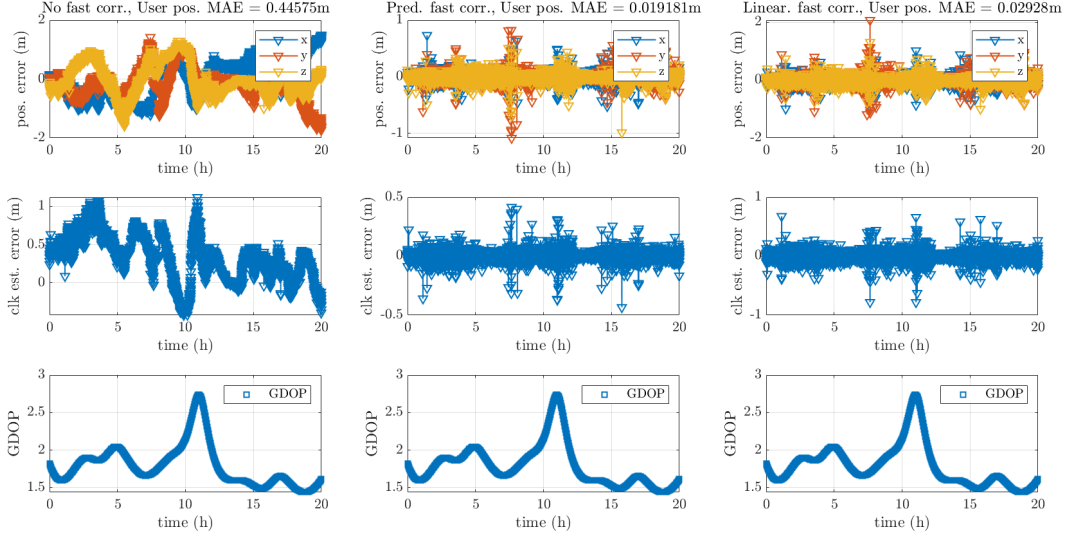 No fast corr., User pos. MAE = 0.44575m
Pred. fast corr., User pos. MAE = 0.019181m
Linear. fast corr., User pos. MAE = 0.02928m
2
0
-2
pos. error (m)
x
y
z
0 5 10 15 20
time (h)
1
0
-1
pos. error (m)
x
y
z
0 5 10 15 20
time (h)
2
0
-2
pos. error (m)
x
y
z
0 5 10 15 20
time (h)
1
0.5
0
clk est. error (m)
0 5 10 15 20
time (h)
0.5
0
-0.5
clk est. error (m)
0 5 10 15 20
time (h)
1
0
-1
clk est. error (m)
0 5 10 15 20
time (h)
3
2.5
2
1.5
GDOP
GDOP
0 5 10 15 20
time (h)
3
2.5
2
1.5
GDOP
GDOP
0 5 10 15 20
time (h)
3
2.5
2
1.5
GDOP
GDOP
0 5 10 15 20
time (h)